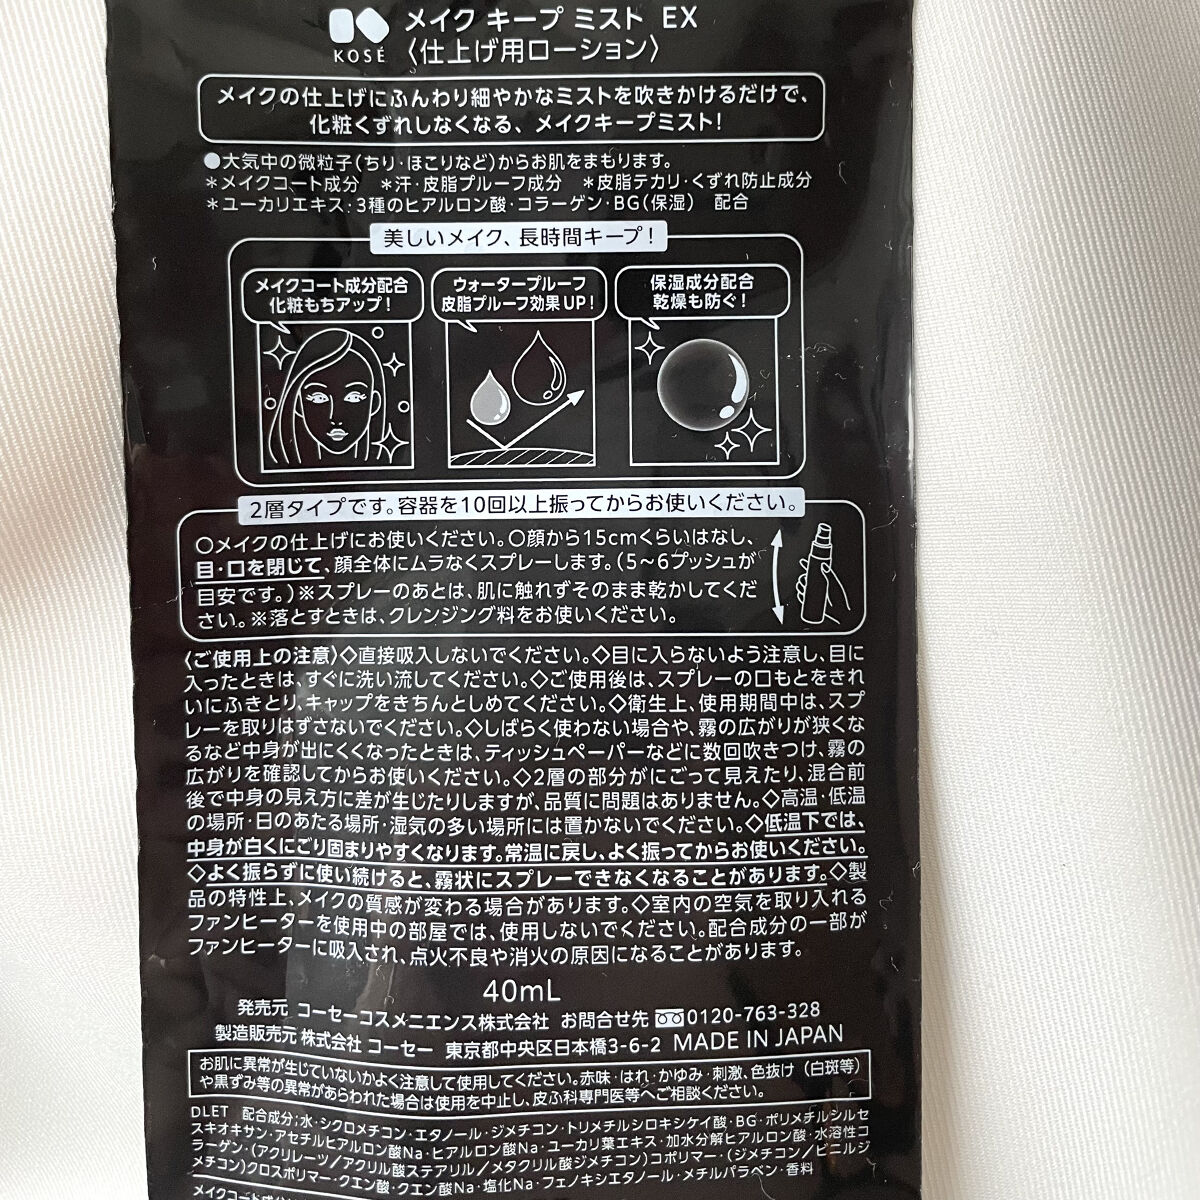 KOSÉ
メイク キープ ミスト EX
〈仕上げ用ローション〉
メイクの仕上げにふんわり細やかなミストを吹きかけるだけで、
化粧くずれしなくなる、メイクキープミスト!
●大気中の微粒子(ちり・ほこりなど)からお肌をまもります。
*メイクコート成分 *汗・皮脂プルーフ成分 *皮脂テカリ・くずれ防止成分
*ユーカリエキス:3種のヒアルロン酸・コラーゲン・BG(保湿) 配合
美しいメイク、長時間キープ!
メイクコート成分配合
化粧もちアップ!
ウォータープルーフ
皮脂プルーフ効果UP!
保湿成分配合
乾燥も防ぐ!
2層タイプです。容器を10回以上振ってからお使いください。
○メイクの仕上げにお使いください。○顔から15cmくらいはなし、
目・口を閉じて、顔全体にムラなくスプレーします。(5~6プッシュが
目安です。)※スプレーのあとは、肌に触れずそのまま乾かしてくだ
さい。※落とすときは、クレンジング料をお使いください。
〈ご使用上の注意〉◇直接吸入しないでください。◇目に入らないよう注意し、目に
入ったときは、すぐに洗い流してください。◇ご使用後は、スプレーの口もとをきれ
いにふきとり、キャップをきちんとしめてください。◇衛生上、使用期間中は、スプ
レーを取りはずさないでください。◇しばらく使わない場合や、霧の広がりが狭くな
るなど中身が出にくくなったときは、ティッシュペーパーなどに数回吹きつけ、霧の
広がりを確認してからお使いください。◇2層の部分がにごって見えたり、混合前
後で中身の見え方に差が生じたりしますが、品質に問題はありません。◇高温・低温
の場所・日のあたる場所・湿気の多い場所には置かないでください。◇低温下では、
中身が白くにごり固まりやすくなります。常温に戻し、よく振ってからお使いください。
◇よく振らずに使い続けると、霧状にスプレーできなくなることがあります。◇製
品の特性上、メイクの質感が変わる場合があります。◇室内の空気を取り入れる
ファンヒーターを使用中の部屋では、使用しないでください。配合成分の一部が
ファンヒーターに吸入され、点火不良や消火の原因になることがあります。
40mL
発売元 コーセーコスメニエンス株式会社 お問合せ先 0120-763-328
製造販売元 株式会社 コーセー 東京都中央区日本橋3-6-2 MADE IN JAPAN
お肌に異常が生じていないかよく注意して使用してください。赤味・はれ・かゆみ・刺激、色抜け(白斑等)
や黒ずみ等の異常があらわれた場合は使用を中止し、皮ふ科専門医等へご相談ください。
DLET 配合成分:水・シクロメチコン・エタノール・ジメチコン・トリメチルシロキシケイ酸・BG・ポリメチルシルセ
スキオキサン・アセチルヒアルロン酸Na・ヒアルロン酸Na・ユーカリ葉エキス・加水分解ヒアルロン酸・水溶性コ
ラーゲン・(アクリレーツ/アクリル酸ステアリル/メタクリル酸ジメチコン)コポリマー・(ジメチコン/ビニルジ
メチコン)クロスポリマー・クエン酸・クエン酸Na・塩化Na・フェノキシエタノール・メチルパラベン・香料